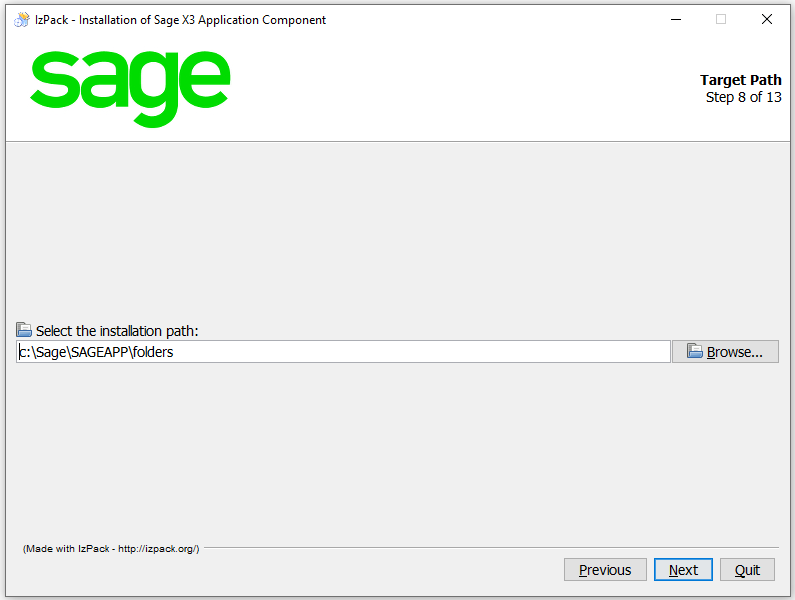 IzPack - Installation of Sage X3 Application Component
sage
Target Path
Step 8 of 13
Select the installation path:
c:\Sage\SAGEAPP\folders
Browse...
(Made with IzPack - http://izpack.org/)
Previous
Next
Quit